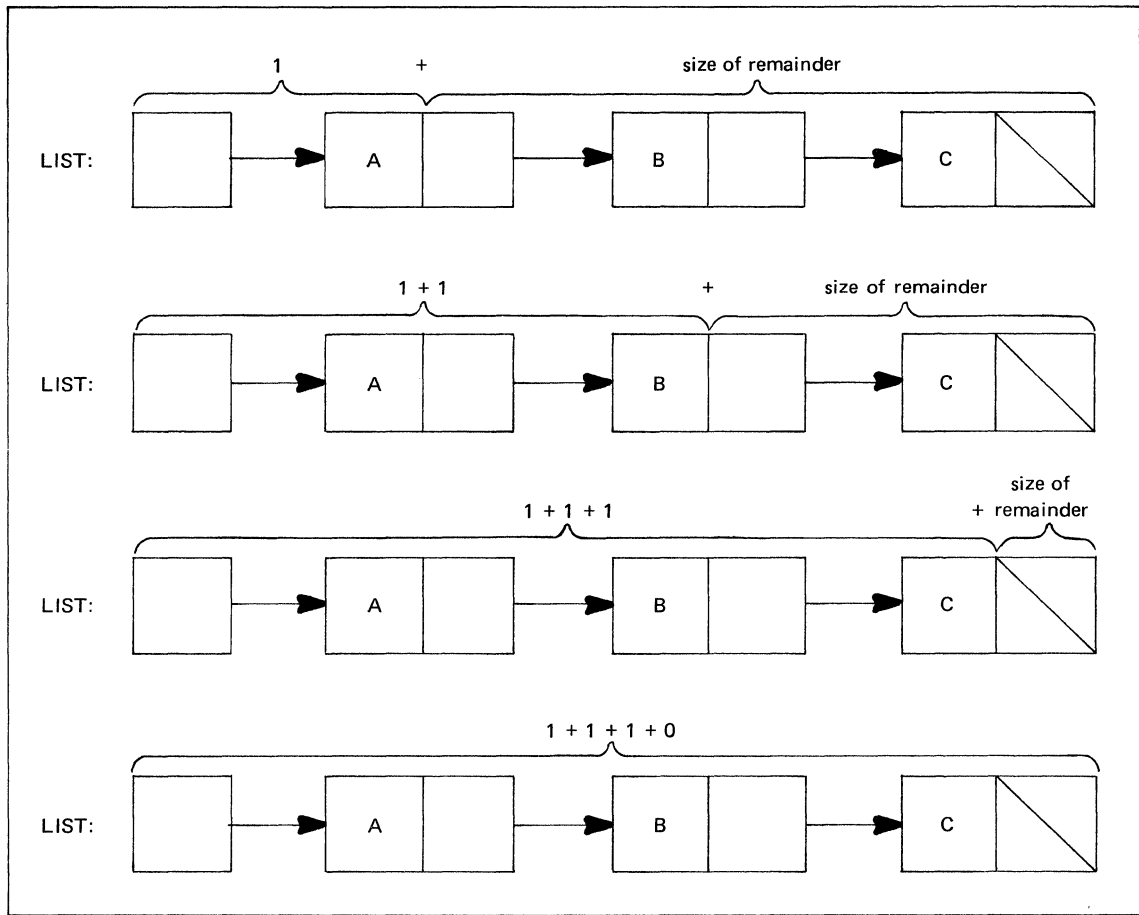 1 + size of remainder
LIST: A B C
1 + 1 + size of remainder
LIST: A B C
size of
1 + 1 + 1 + remainder
LIST: A B C
1 + 1 + 1 + 0
LIST: A B C